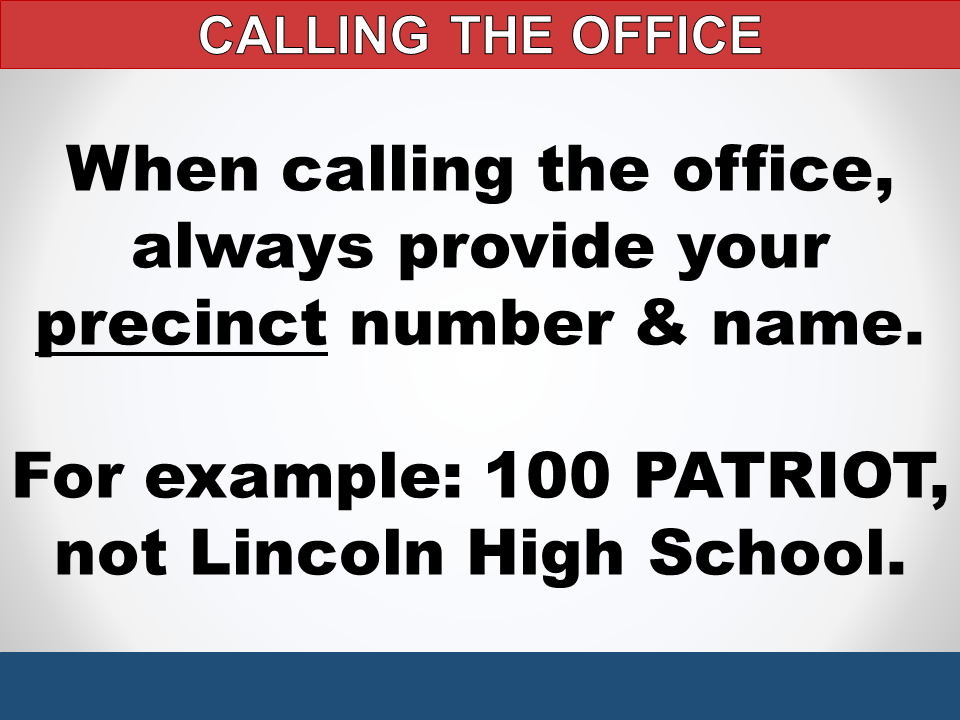 CALLING THE OFFICE
When calling the office,
always provide your
precinct number & name.
For example: 100 PATRIOT,
not Lincoln High School.